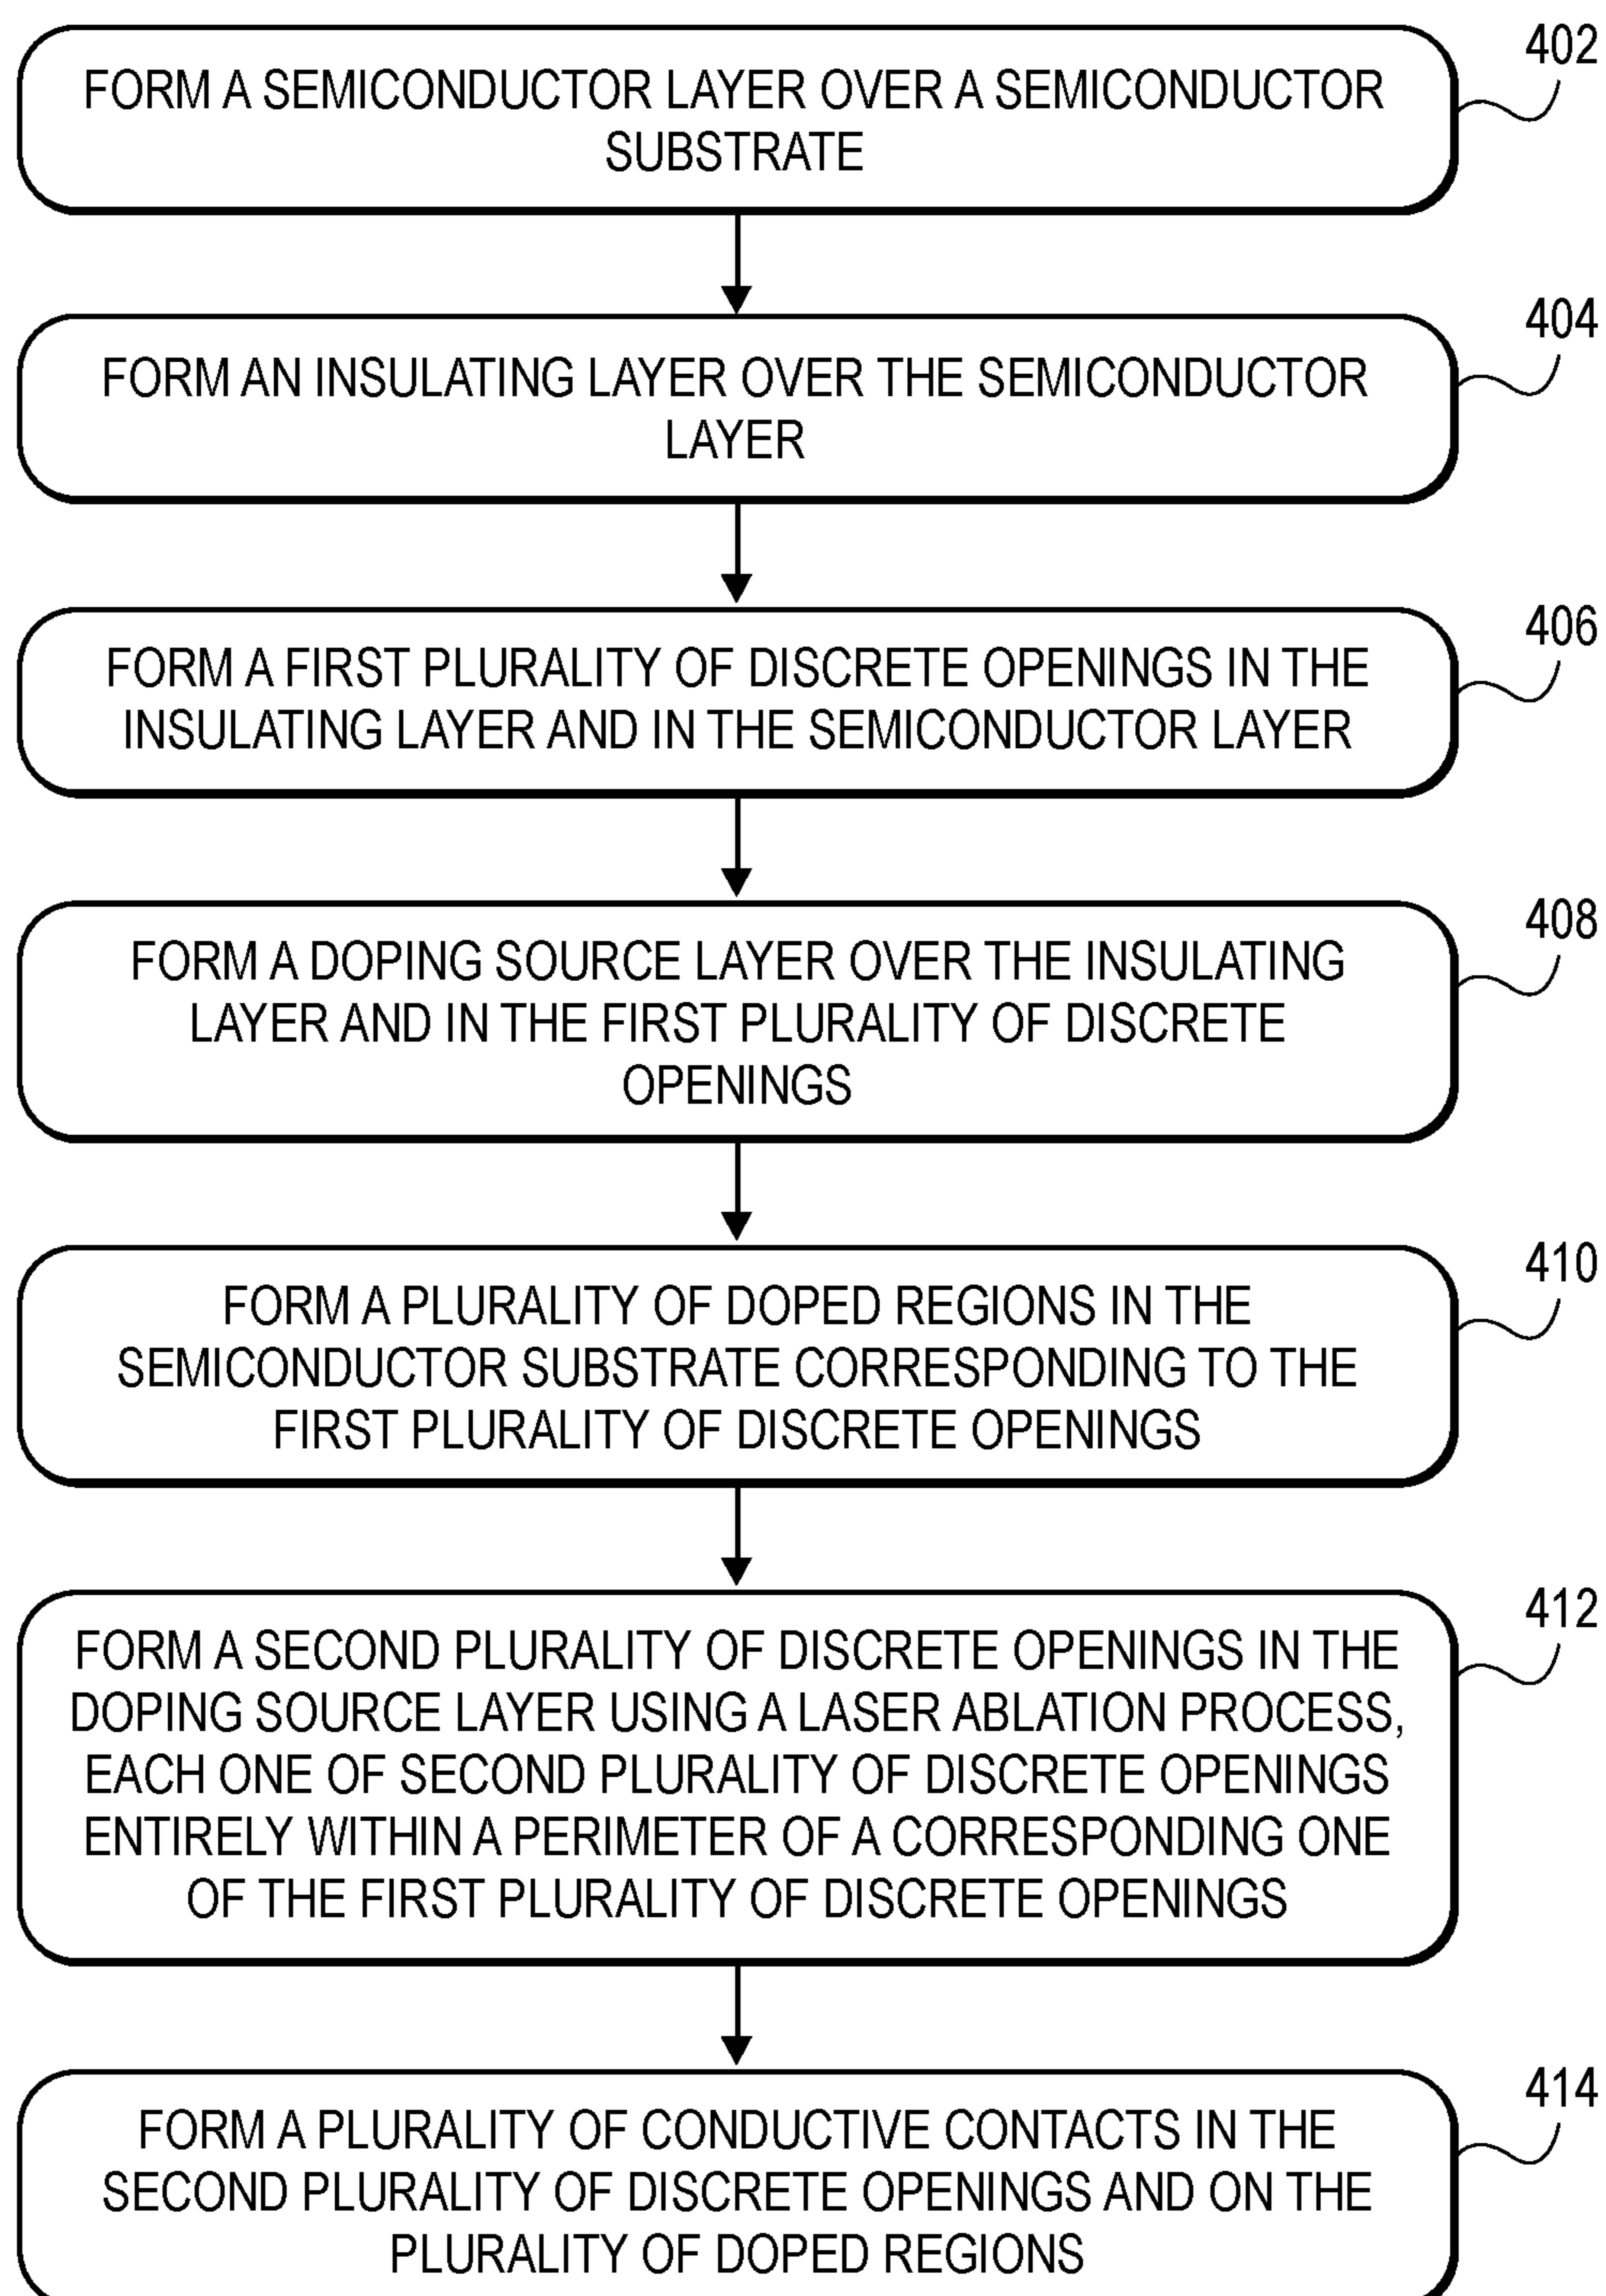 402
FORM A SEMICONDUCTOR LAYER OVER A SEMICONDUCTOR
SUBSTRATE
404
FORM AN INSULATING LAYER OVER THE SEMICONDUCTOR
LAYER
406
FORM A FIRST PLURALITY OF DISCRETE OPENINGS IN THE
INSULATING LAYER AND IN THE SEMICONDUCTOR LAYER
408
FORM A DOPING SOURCE LAYER OVER THE INSULATING
LAYER AND IN THE FIRST PLURALITY OF DISCRETE
OPENINGS
410
FORM A PLURALITY OF DOPED REGIONS IN THE
SEMICONDUCTOR SUBSTRATE CORRESPONDING TO THE
FIRST PLURALITY OF DISCRETE OPENINGS
412
FORM A SECOND PLURALITY OF DISCRETE OPENINGS IN THE
DOPING SOURCE LAYER USING A LASER ABLATION PROCESS,
EACH ONE OF SECOND PLURALITY OF DISCRETE OPENINGS
ENTIRELY WITHIN A PERIMETER OF A CORRESPONDING ONE
OF THE FIRST PLURALITY OF DISCRETE OPENINGS
414
FORM A PLURALITY OF CONDUCTIVE CONTACTS IN THE
SECOND PLURALITY OF DISCRETE OPENINGS AND ON THE
PLURALITY OF DOPED REGIONS